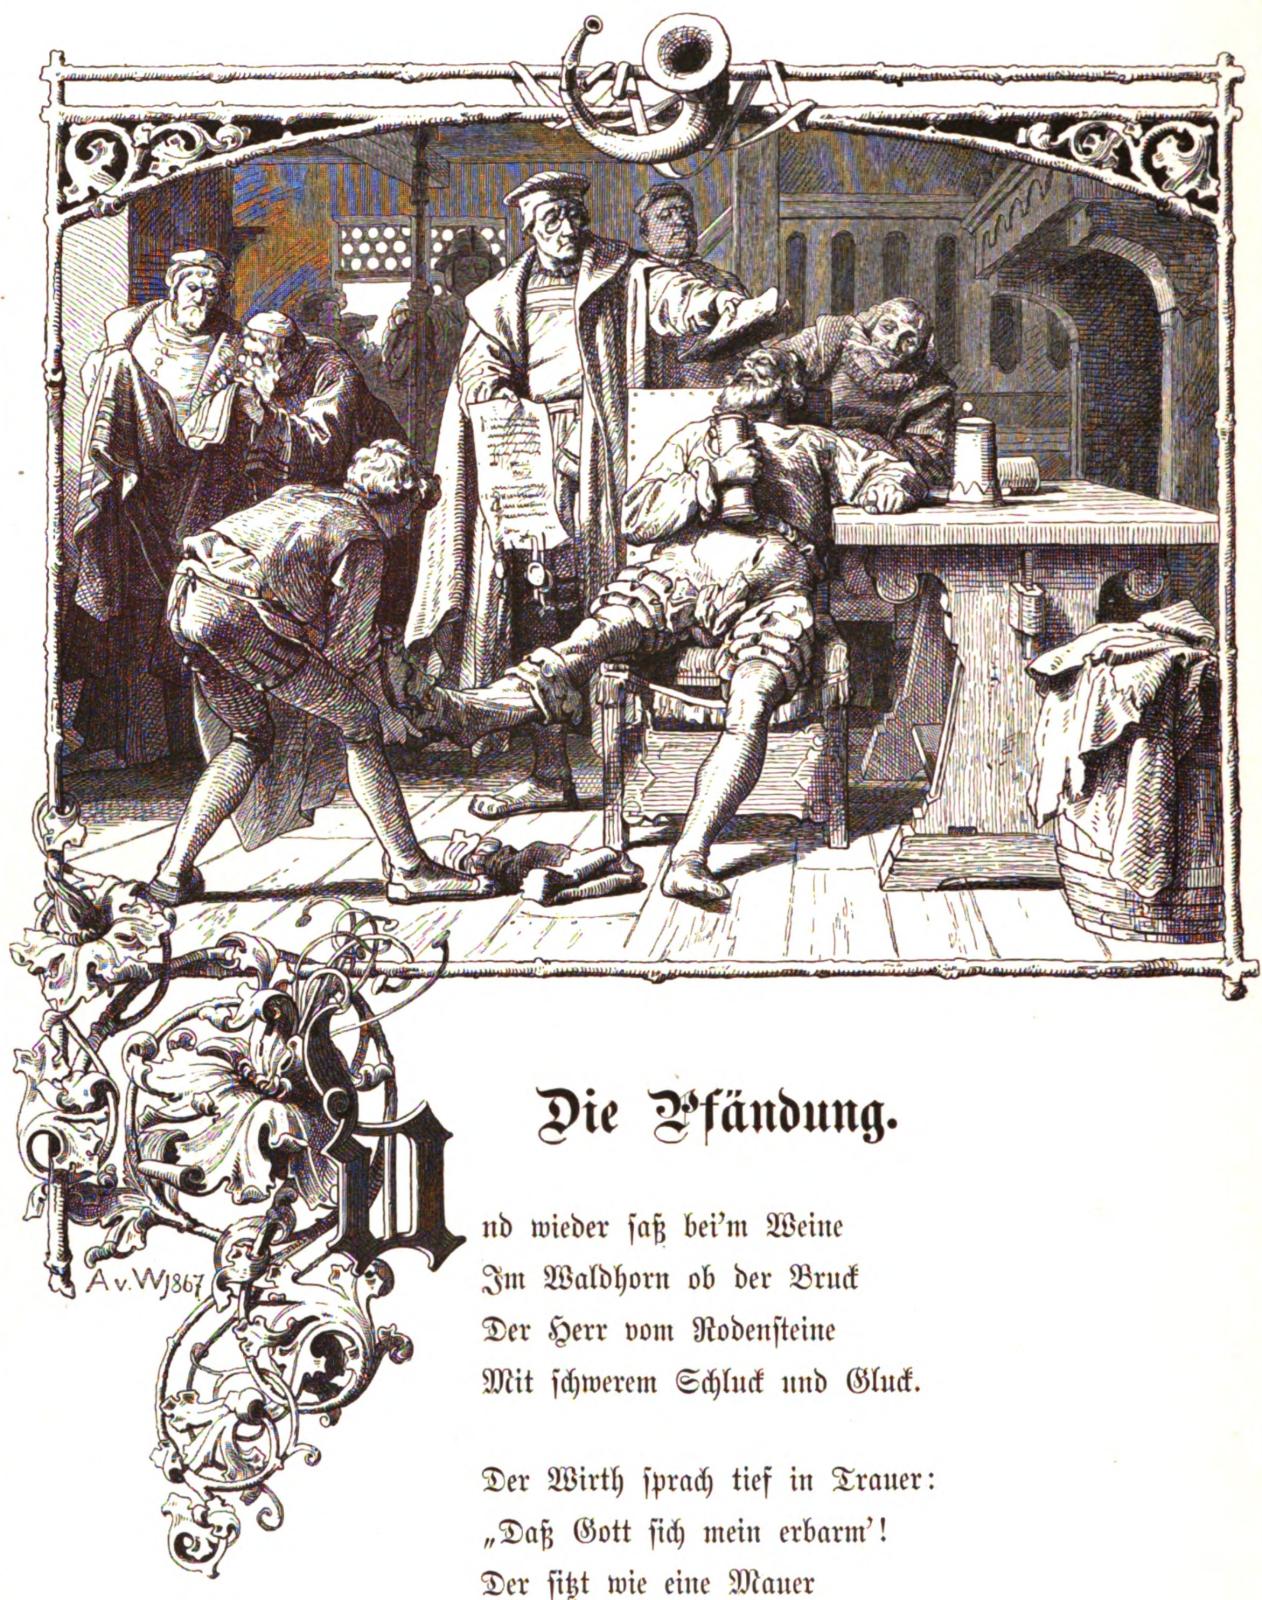 Die Pfändung.
Und wieder saß bei'm Weine
Im Waldhorn ob der Bruck
Der Herr vom Rodensteine
Mit schwerem Schluck und Gluck.
Der Wirth sprach tief in Trauer:
„Daß Gott sich mein erbarm'!
Der sitzt wie eine Mauer
A v. W 1867